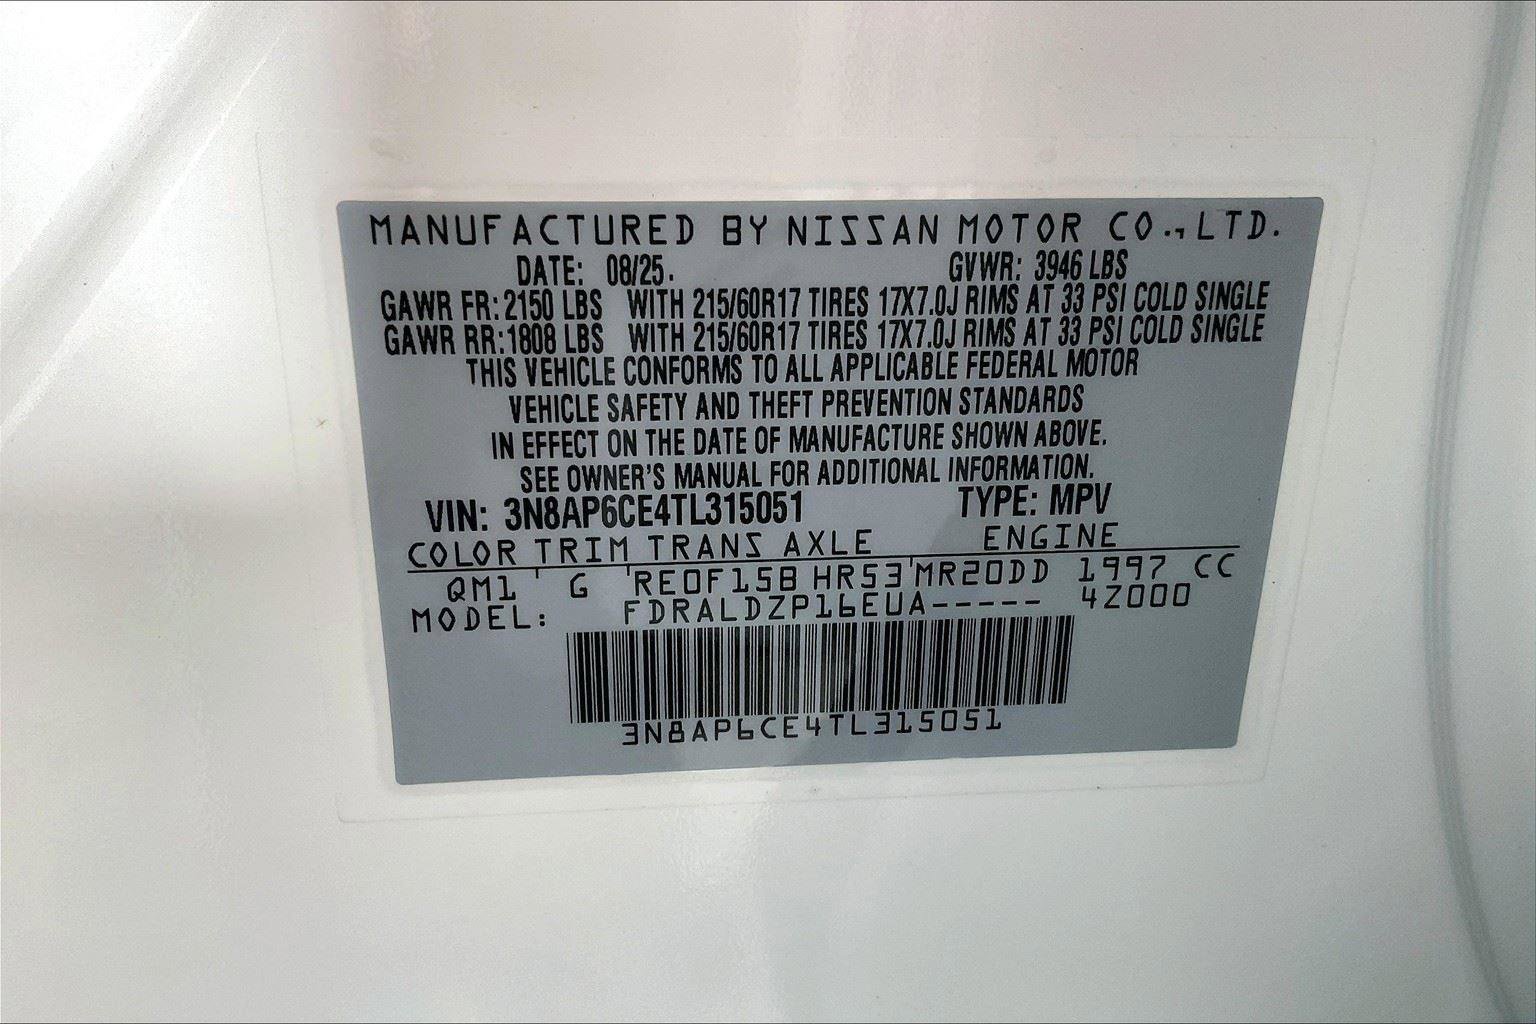 MANUFACTURED BY NISSAN MOTOR CO., LTD.
DATE: 08/25. GVWR: 3946 LBS
GAWR FR: 2150 LBS WITH 215/60R17 TIRES 17X7.0J RIMS AT 33 PSI COLD SINGLE
GAWR RR: 1808 LBS WITH 215/60R17 TIRES 17X7.0J RIMS AT 33 PSI COLD SINGLE
THIS VEHICLE CONFORMS TO ALL APPLICABLE FEDERAL MOTOR
VEHICLE SAFETY AND THEFT PREVENTION STANDARDS
IN EFFECT ON THE DATE OF MANUFACTURE SHOWN ABOVE.
SEE OWNER'S MANUAL FOR ADDITIONAL INFORMATION.
VIN: 3N8AP6CE4TL315051 TYPE: MPV
COLOR TRIM TRANS AXLE ENGINE
QM1 ' G 'RE0F15B HR53'MR20DD 1997 CC
MODEL: FDRALDZP16EUA----- 4Z000
3N8AP6CE4TL315051